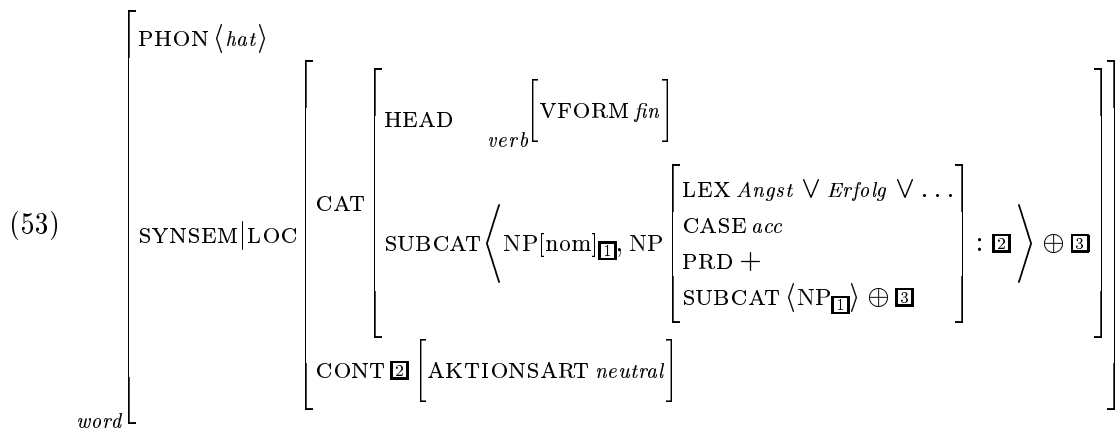 PHON ⟨hat⟩
HEAD verb[VFORM fin]
(53) SYNSEM|LOC CAT SUBCAT ⟨NP[nom]1, NP [LEX Angst ∨ Erfolg ∨ ...
CASE acc
PRD +
SUBCAT ⟨NP1⟩ ⊕ 3] : 2⟩ ⊕ 3
CONT 2 [AKTIONSART neutral]
word